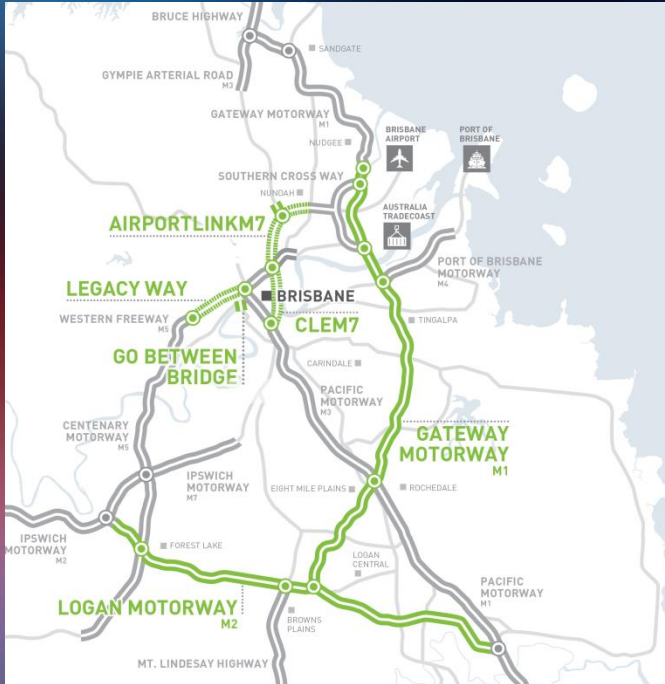 BRUCE HIGHWAY
SANDGATE
GYMPIE ARTERIAL ROAD
M3
GATEWAY MOTORWAY
M1
NUDGEE
BRISBANE
AIRPORT
PORT OF
BRISBANE
SOUTHERN CROSS WAY
NUNDAH
AIRPORTLINKM7
AUSTRALIA
TRADECOAST
PORT OF BRISBANE
MOTORWAY
M4
LEGACY WAY
BRISBANE
WESTERN FREEWAY
M5
CLEM7
TINGALPA
GO BETWEEN
BRIDGE
CARINDALE
PACIFIC
MOTORWAY
M3
CENTENARY
MOTORWAY
M5
GATEWAY
MOTORWAY
M1
IPSWICH
MOTORWAY
M7
EIGHT MILE PLAINS
ROCHEDALE
IPSWICH
MOTORWAY
M2
FOREST LAKE
LOGAN
CENTRAL
PACIFIC
MOTORWAY
M1
LOGAN MOTORWAY
M2
BROWNS
PLAINS
MT. LINDESAY HIGHWAY